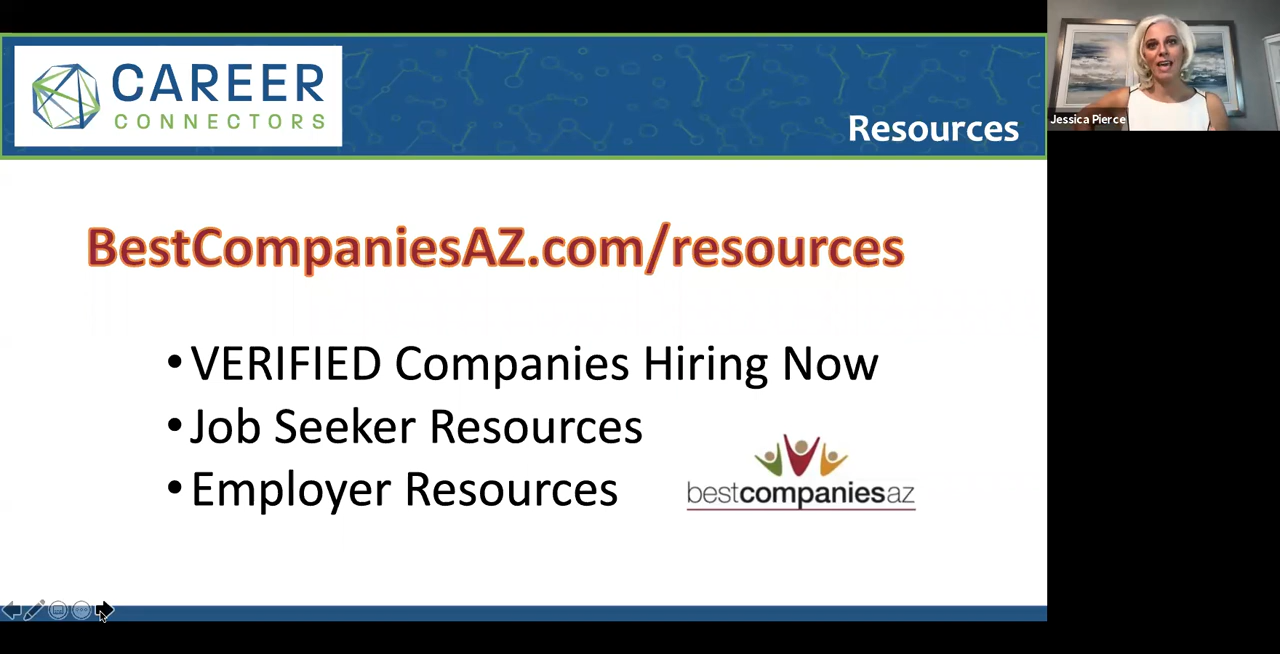 CAREER
CONNECTORS
Resources
Jessica Pierce
BestCompaniesAZ.com/resources
•VERIFIED Companies Hiring Now
•Job Seeker Resources
•Employer Resources
bestcompaniesaz